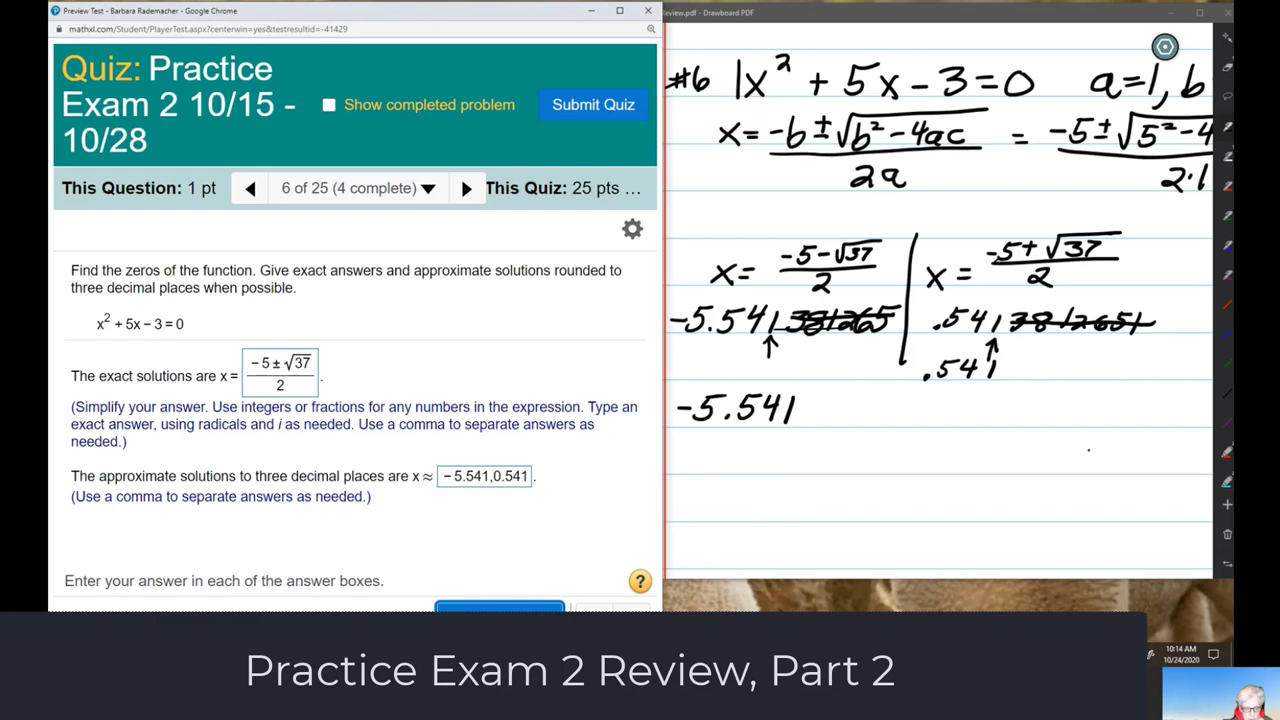 Preview Test - Barbara Rademacher - Google Chrome
mathxl.com/Student/PlayerTest.aspx?centerwin=yes&testresultid=-41429
Quiz: Practice
Exam 2 10/15 -
10/28
Show completed problem
Submit Quiz
This Question: 1 pt
6 of 25 (4 complete)
This Quiz: 25 pts ...
Find the zeros of the function. Give exact answers and approximate solutions rounded to
three decimal places when possible.
x² + 5x − 3 = 0
The exact solutions are x = (− 5 ± √37)/2 .
(Simplify your answer. Use integers or fractions for any numbers in the expression. Type an
exact answer, using radicals and i as needed. Use a comma to separate answers as
needed.)
The approximate solutions to three decimal places are x ≈ − 5.541,0.541 .
(Use a comma to separate answers as needed.)
Enter your answer in each of the answer boxes.
?
Review.pdf - Drawboard PDF
#6 1x² + 5x − 3 = 0 a=1, b
x = (−b ± √(b² − 4ac))/2a = (−5 ± √(5² − 4
2·1
x = (−5 − √37)/2
x = (−5 + √37)/2
−5.541
.541
.541
−5.541
Practice Exam 2 Review, Part 2
10:14 AM
10/24/2020